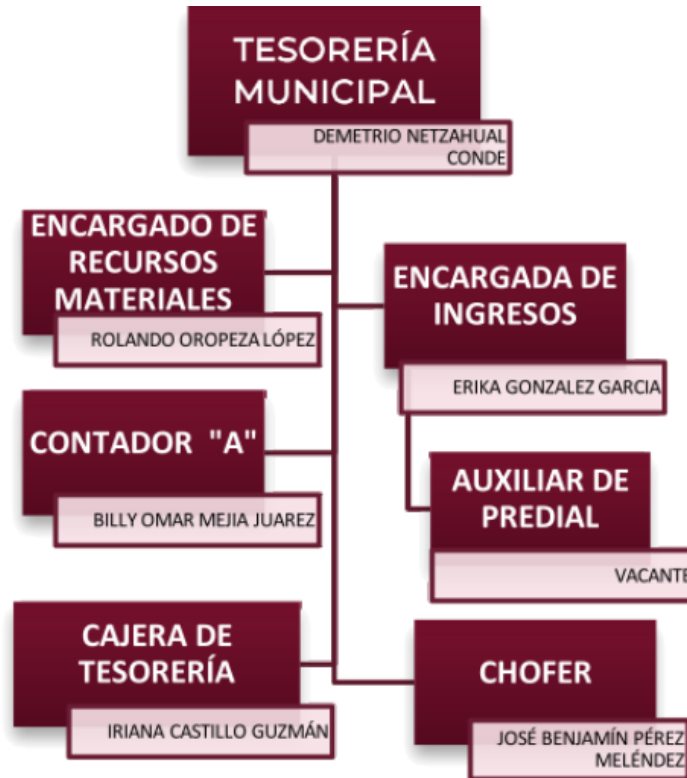 TESORERÍA
MUNICIPAL
DEMETRIO NETZAHUAL
CONDE
ENCARGADO DE
RECURSOS
MATERIALES
ROLANDO OROPEZA LÓPEZ
ENCARGADA DE
INGRESOS
ERIKA GONZALEZ GARCIA
CONTADOR "A"
BILLY OMAR MEJIA JUAREZ
AUXILIAR DE
PREDIAL
VACANTE
CAJERA DE
TESORERÍA
IRIANA CASTILLO GUZMÁN
CHOFER
JOSÉ BENJAMÍN PÉREZ
MELÉNDEZ